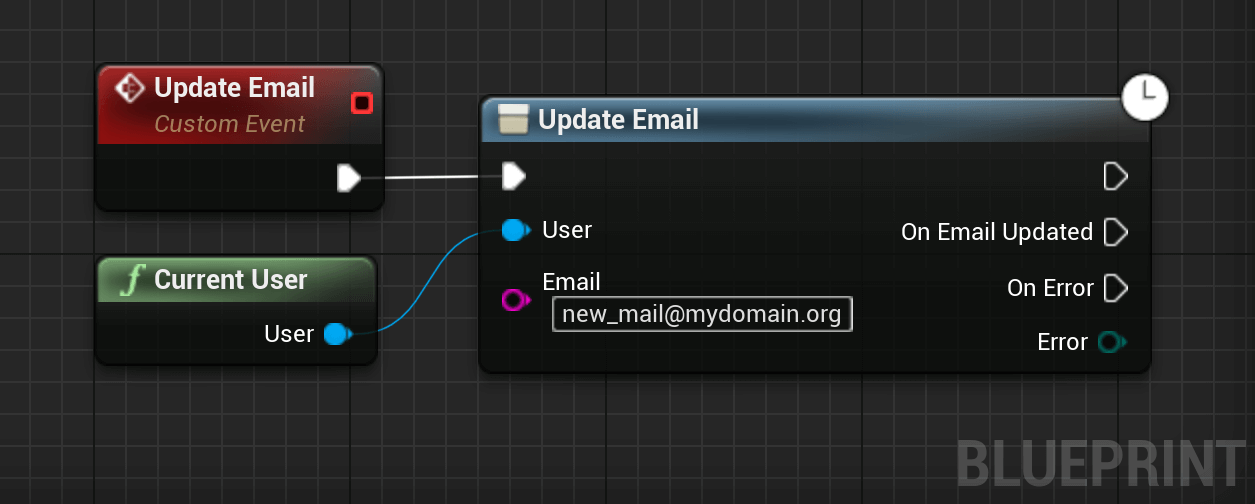 Update Email
Custom Event
Current User
User
Update Email
User
On Email Updated
Email
new_mail@mydomain.org
On Error
Error
BLUEPRINT